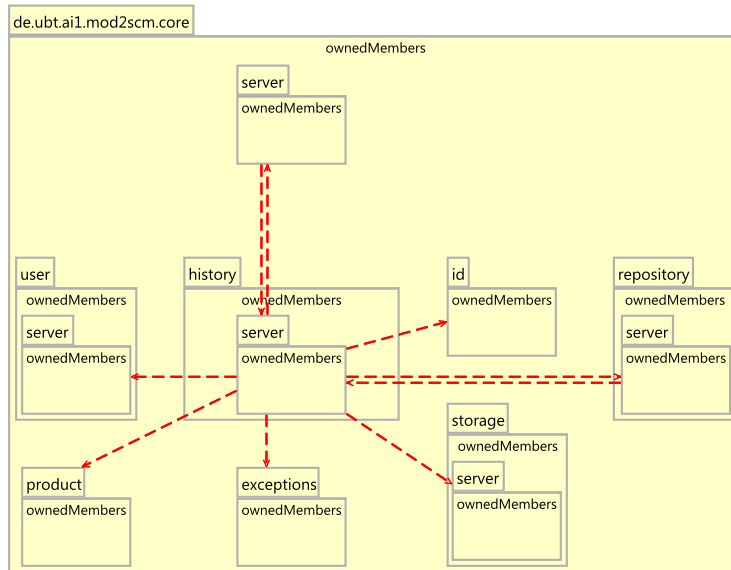 de.ubt.ai1.mod2scm.core
ownedMembers
server
ownedMembers
user
history
id
repository
ownedMembers
ownedMembers
ownedMembers
ownedMembers
server
server
server
ownedMembers
ownedMembers
ownedMembers
storage
ownedMembers
product
exceptions
server
ownedMembers
ownedMembers
ownedMembers